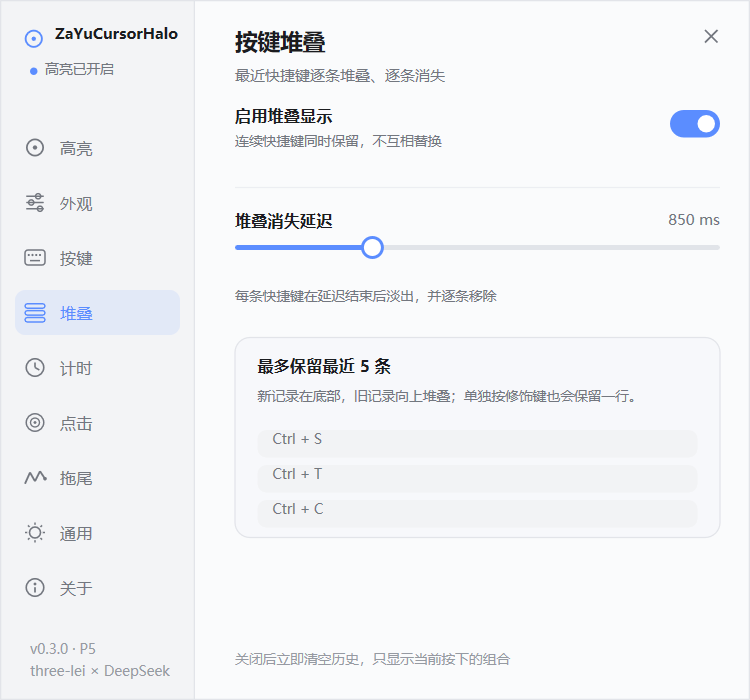 ZaYuCursorHalo
高亮已开启
高亮
外观
按键
堆叠
计时
点击
拖尾
通用
关于
v0.3.0 · P5
three-lei × DeepSeek
按键堆叠
最近快捷键逐条堆叠、逐条消失
启用堆叠显示
连续快捷键同时保留，不互相替换
堆叠消失延迟
850 ms
每条快捷键在延迟结束后淡出，并逐条移除
最多保留最近 5 条
新记录在底部，旧记录向上堆叠；单独按修饰键也会保留一行。
Ctrl + S
Ctrl + T
Ctrl + C
关闭后立即清空历史，只显示当前按下的组合